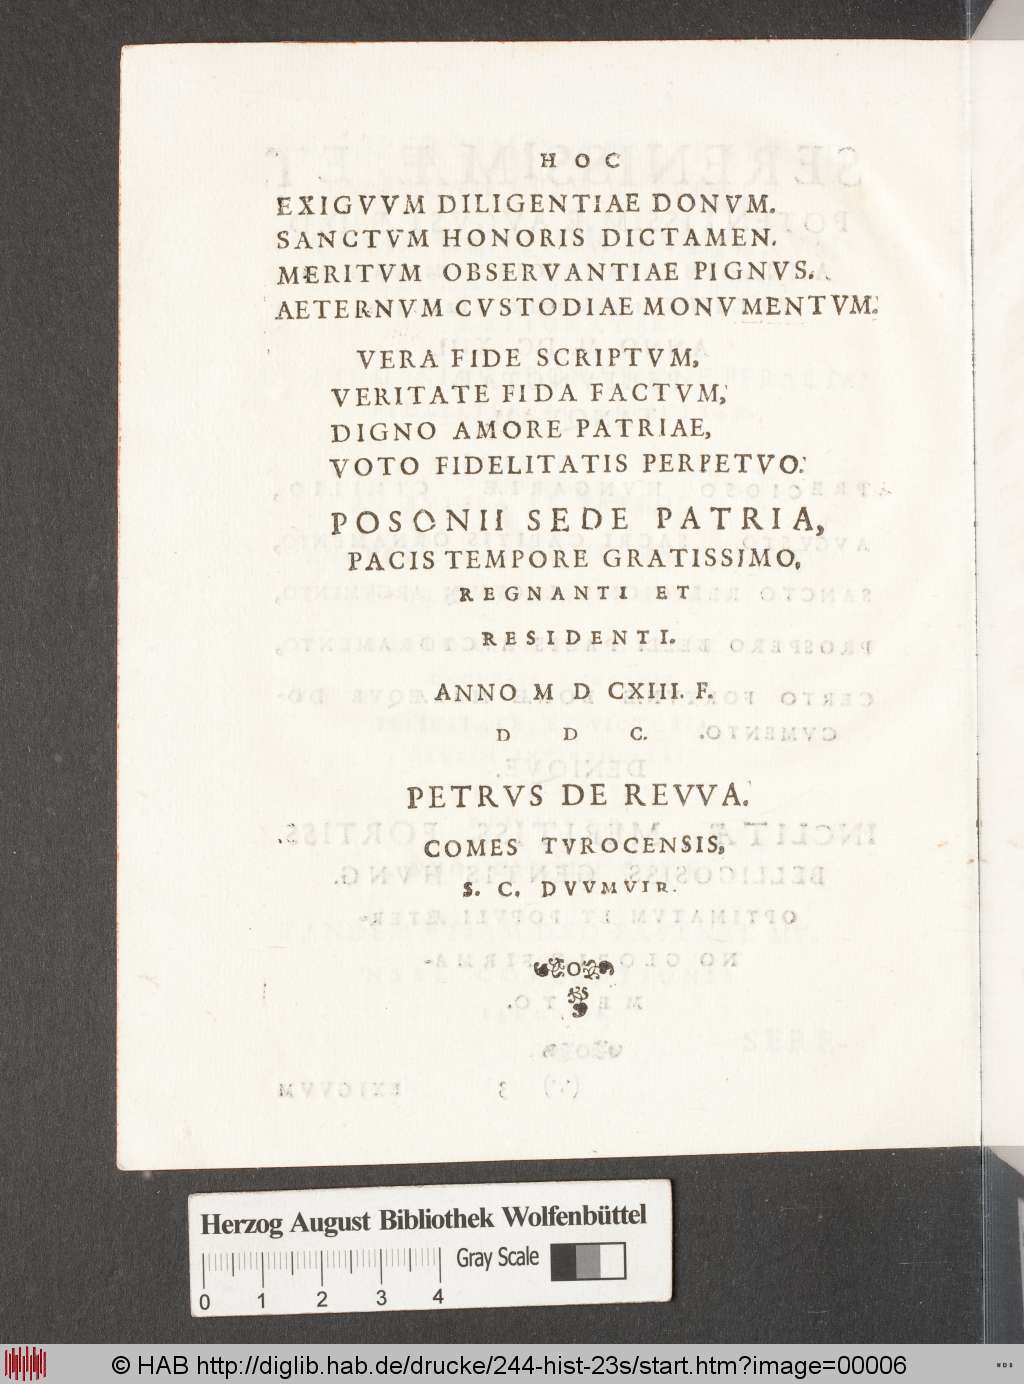 HOC
EXIGVVM DILIGENTIAE DONVM.
SANCTVM HONORIS DICTAMEN.
MERITVM OBSERVANTIAE PIGNVS.
AETERNVM CVSTODIAE MONVMENTVM.
VERA FIDE SCRIPTVM,
VERITATE FIDA FACTVM,
DIGNO AMORE PATRIAE,
VOTO FIDELITATIS PERPETVO.
POSONII SEDE PATRIA,
PACIS TEMPORE GRATISSIMO,
REGNANTI ET
RESIDENTI.
ANNO M D CXIII. F.
D D C.
PETRVS DE REVVA.
COMES TVROCENSIS,
S. C. DVVMVIR.
Herzog August Bibliothek Wolfenbüttel
Gray Scale
0 1 2 3 4
© HAB http://diglib.hab.de/drucke/244-hist-23s/start.htm?image=00006